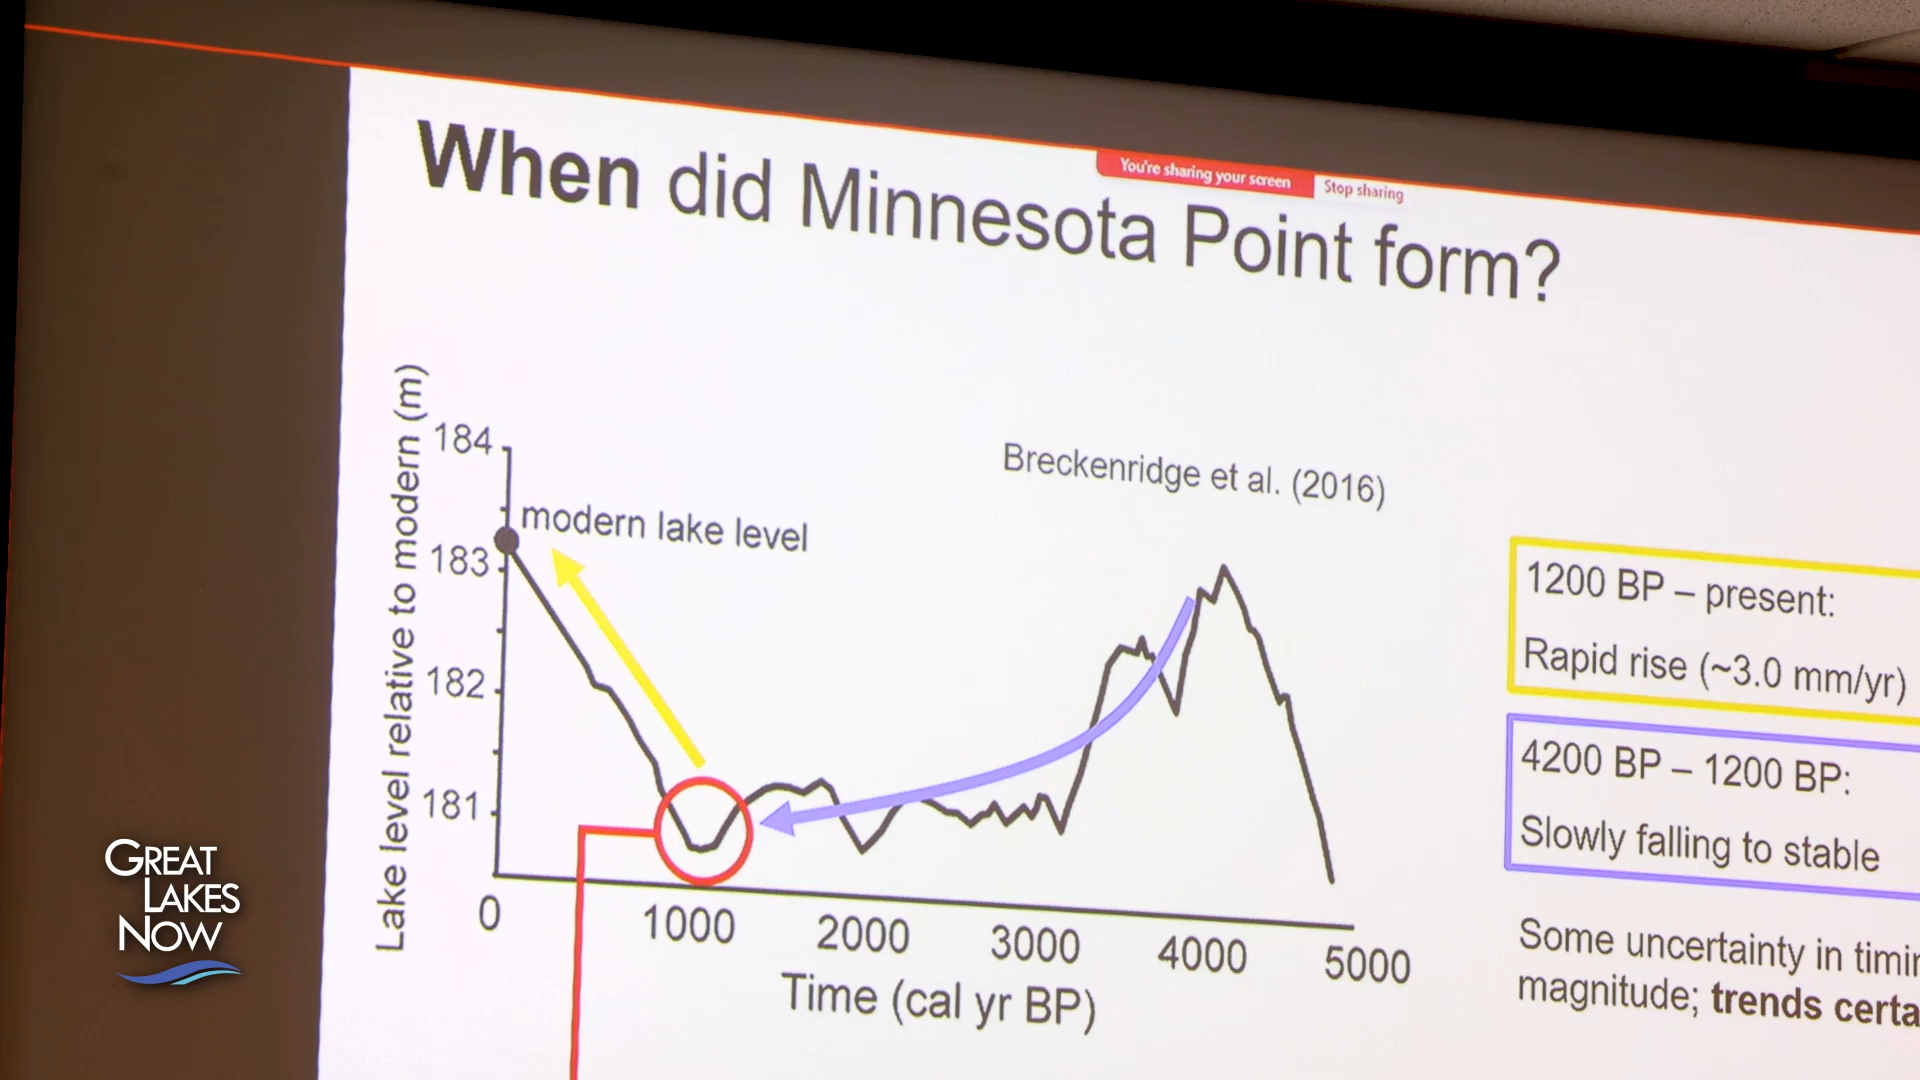 You're sharing your screen Stop sharing
When did Minnesota Point form?
Lake level relative to modern (m)
184
183
182
181
modern lake level
Breckenridge et al. (2016)
0 1000 2000 3000 4000 5000
Time (cal yr BP)
1200 BP – present:
Rapid rise (~3.0 mm/yr)
4200 BP – 1200 BP:
Slowly falling to stable
Some uncertainty in timin
magnitude; trends certa
GREAT
LAKES
NOW